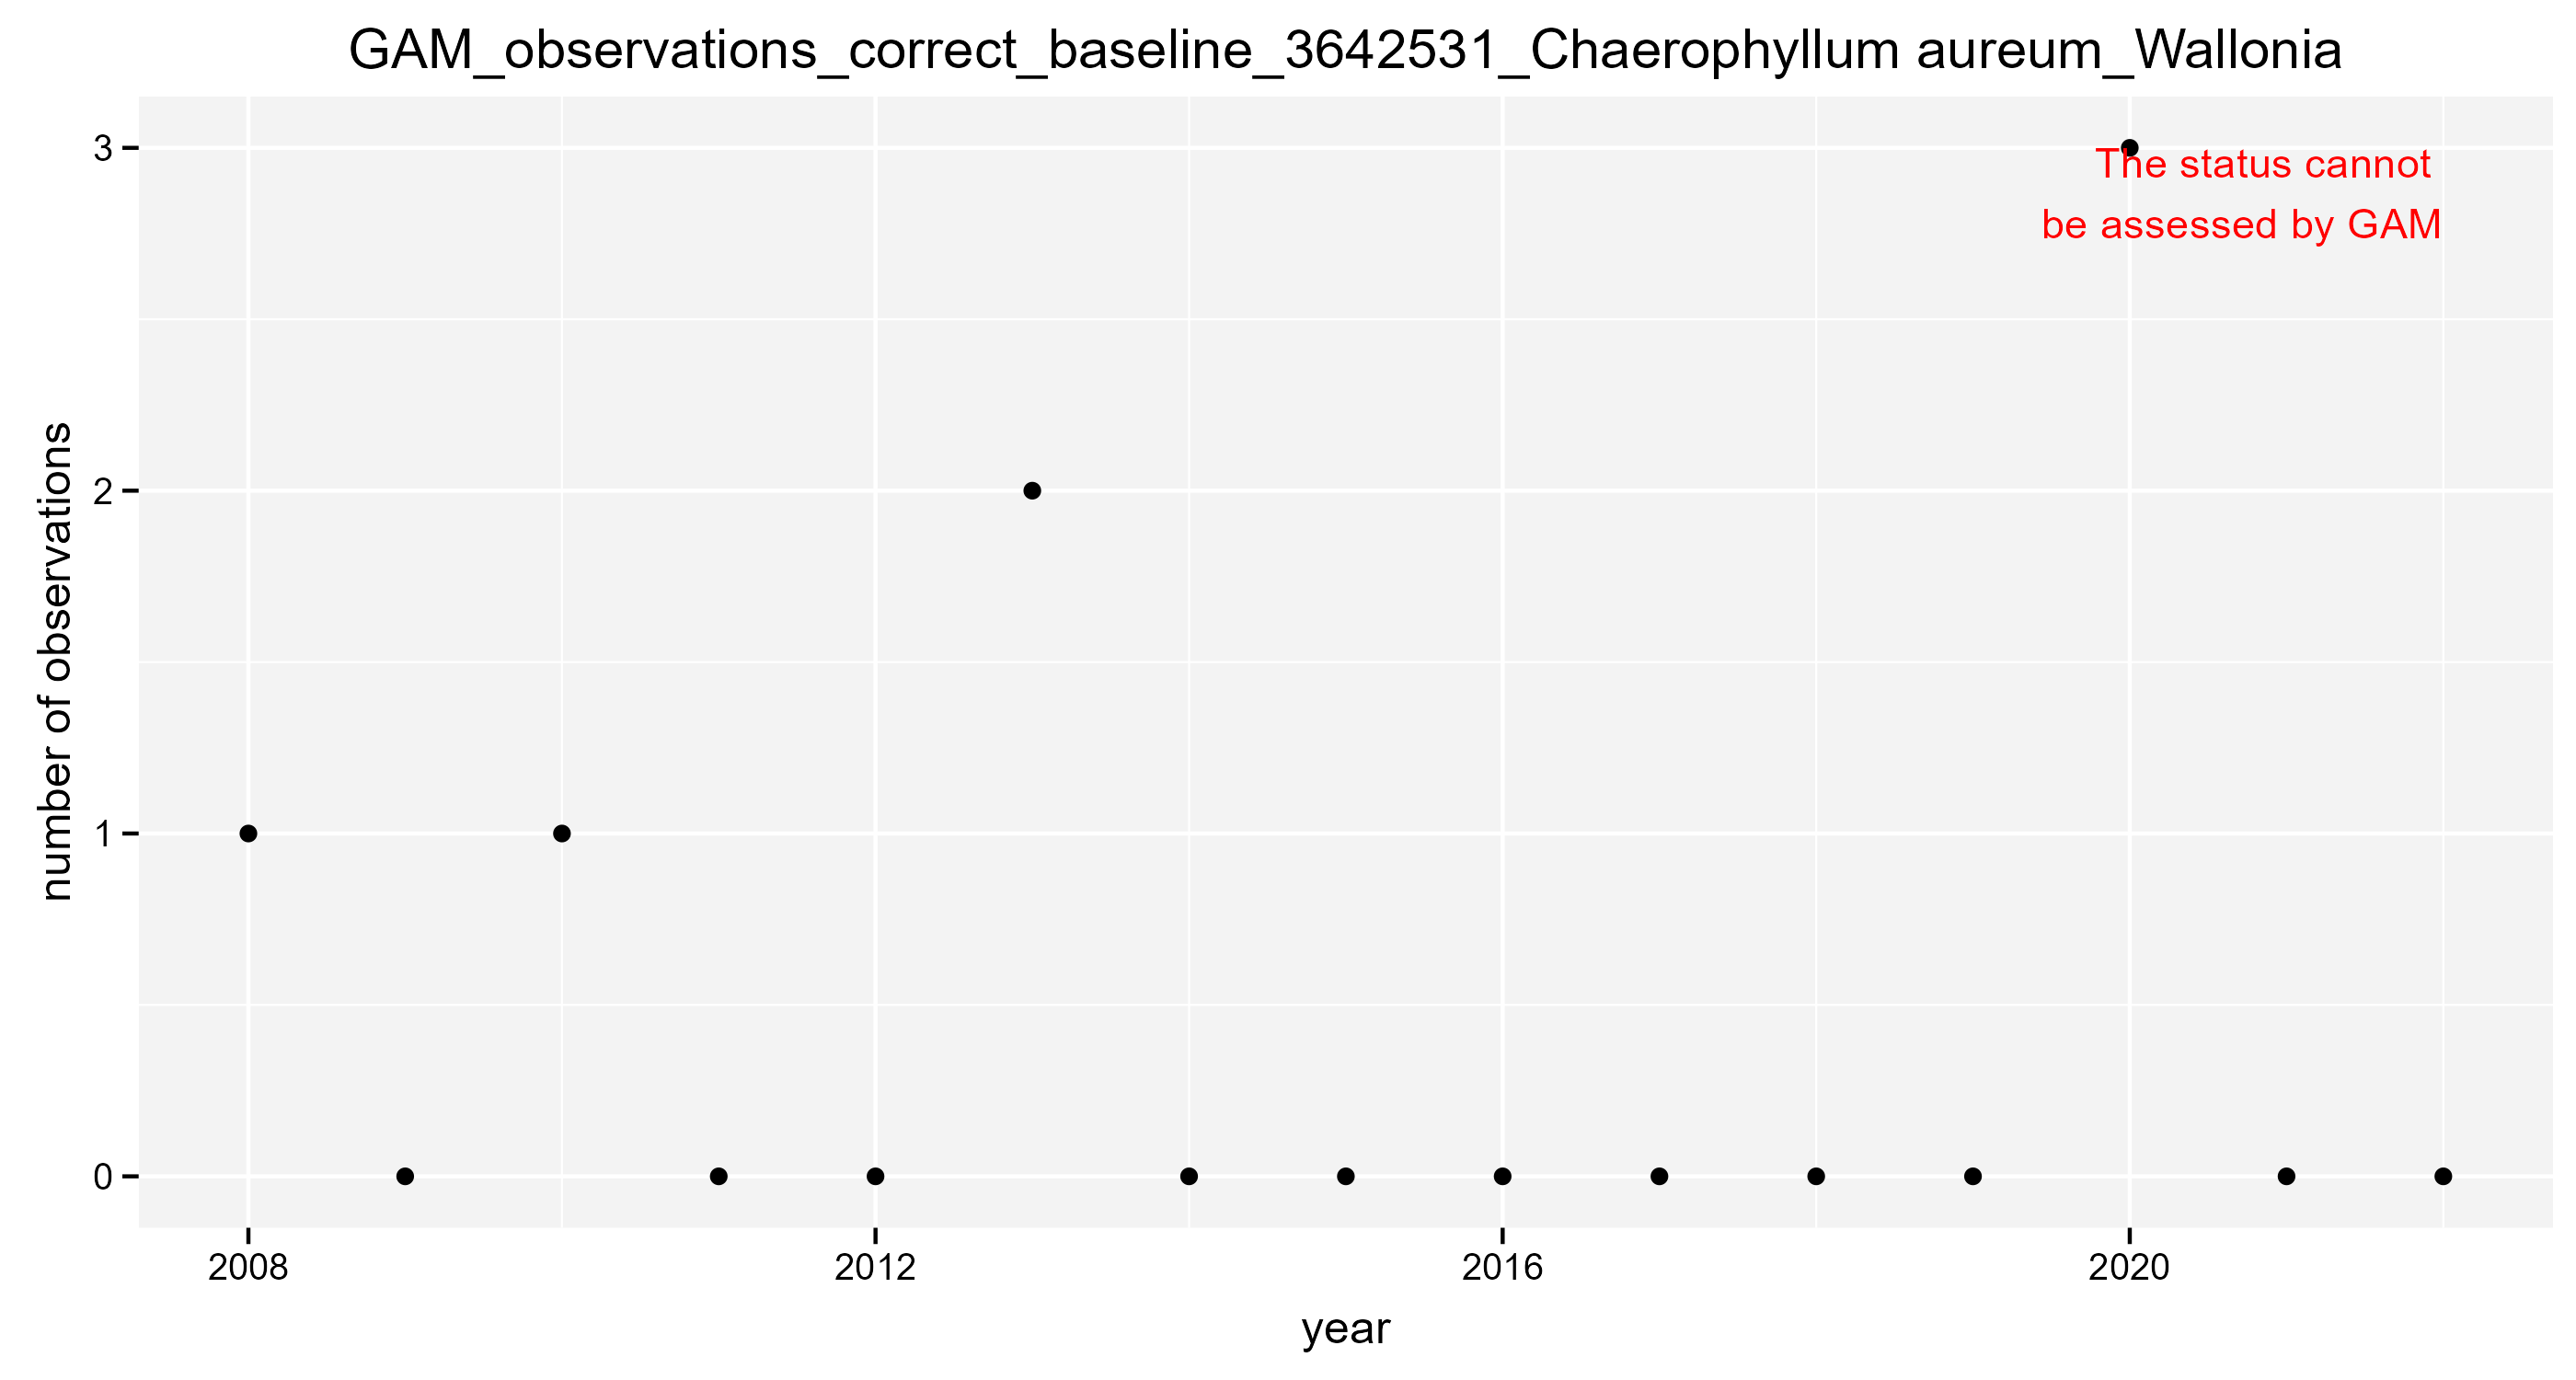 GAM_observations_correct_baseline_3642531_Chaerophyllum aureum_Wallonia
3
The status cannot
be assessed by GAM
2
number of observations
1
0
2008 2012 2016 2020
year